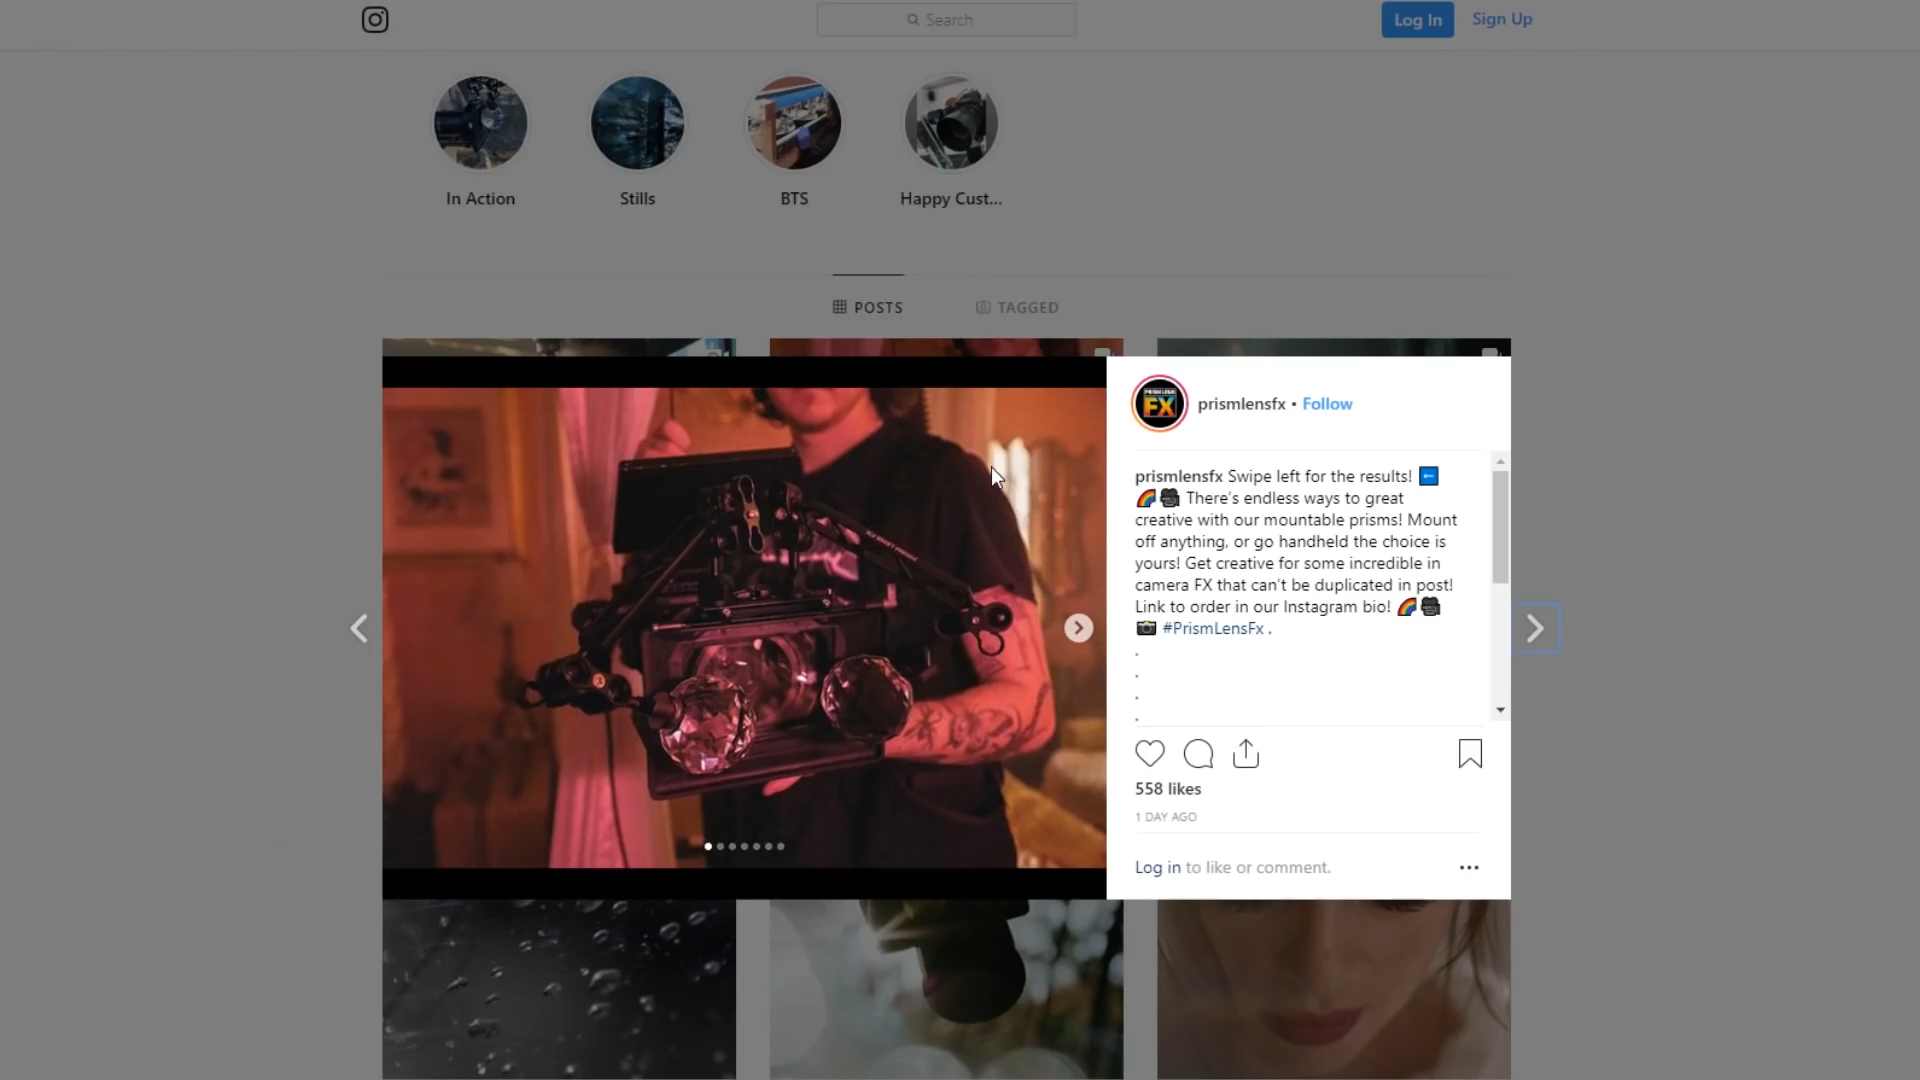 Search
Log In
Sign Up
In Action
Stills
BTS
Happy Cust...
POSTS
TAGGED
PRISM LENS
FX
prismlensfx • Follow
prismlensfx Swipe left for the results! ⬅️
🌈🎥 There's endless ways to great
creative with our mountable prisms! Mount
off anything, or go handheld the choice is
yours! Get creative for some incredible in
camera FX that can't be duplicated in post!
Link to order in our Instagram bio! 🌈🎥
📷 #PrismLensFx .
.
.
.
.
558 likes
1 DAY AGO
Log in to like or comment.